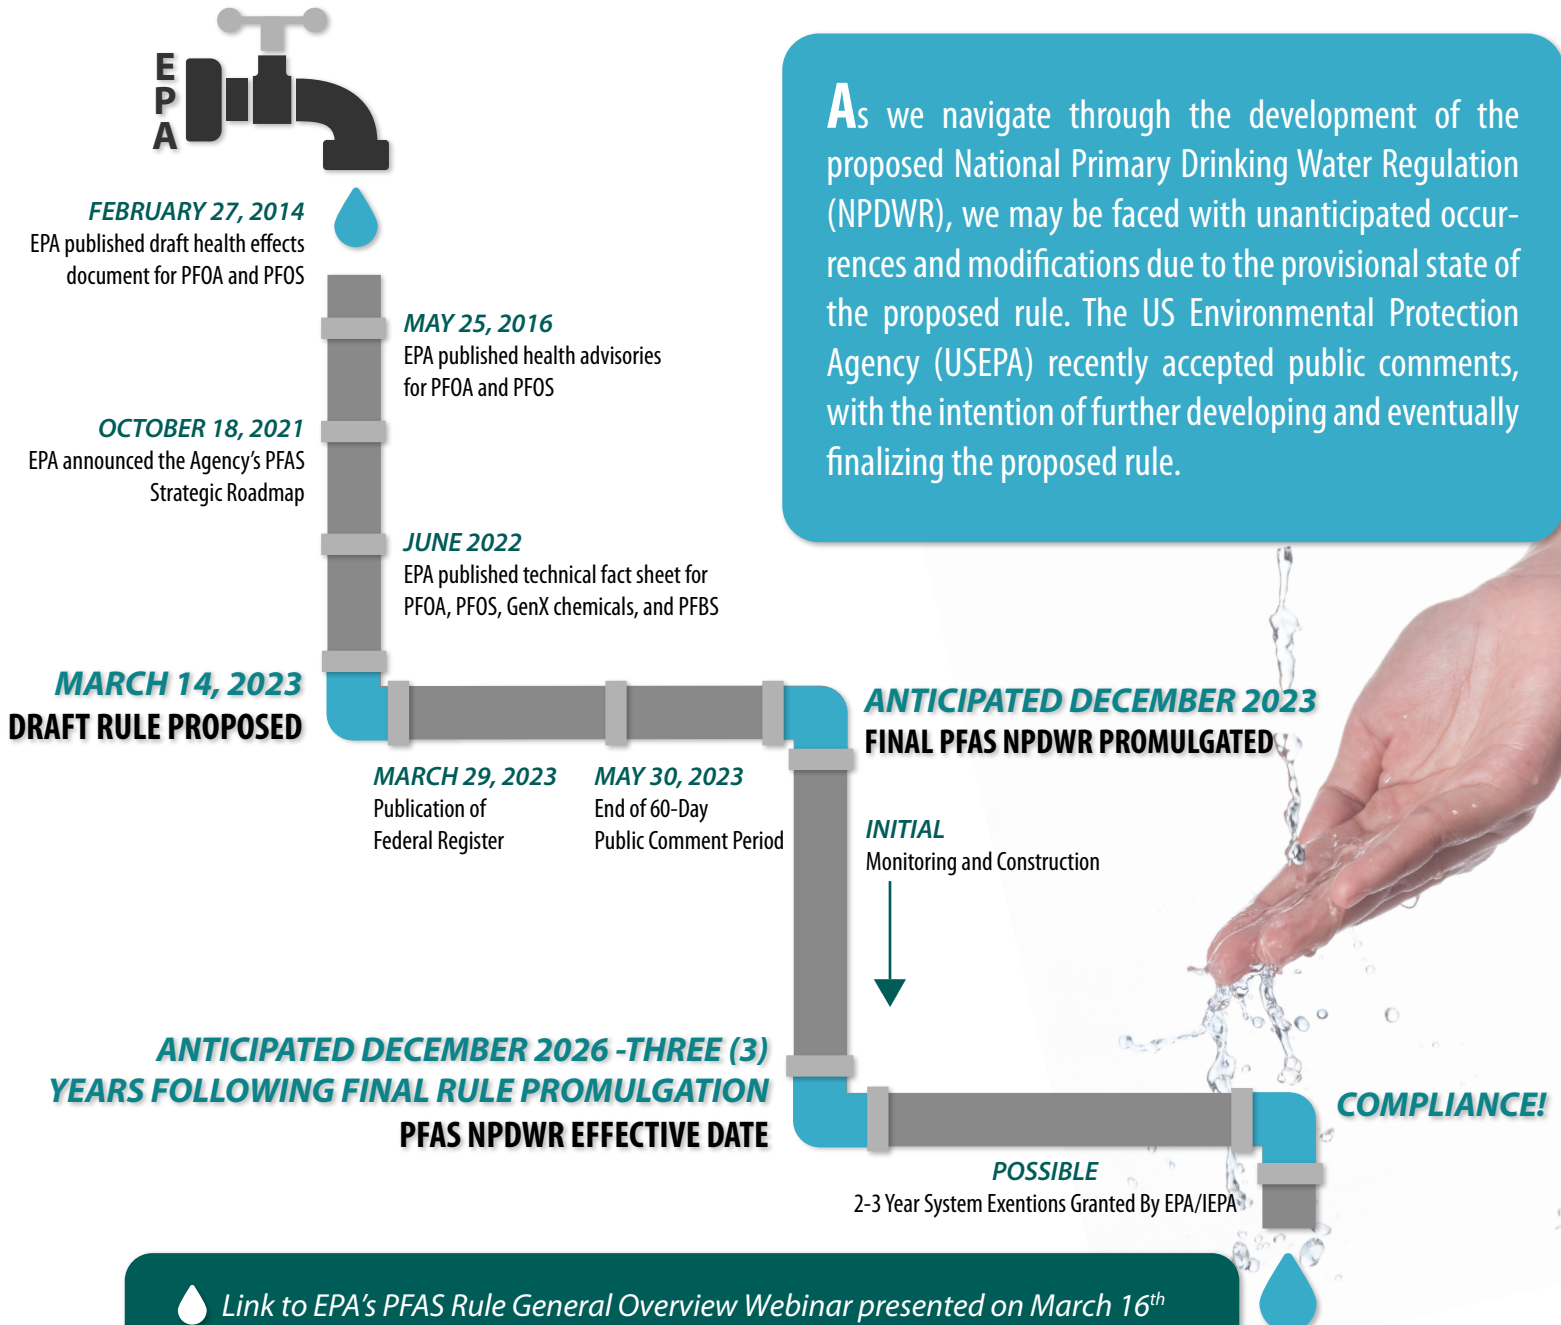 E
P
A
As we navigate through the development of the
proposed National Primary Drinking Water Regulation
(NPDWR), we may be faced with unanticipated occur-
rences and modifications due to the provisional state of
the proposed rule. The US Environmental Protection
Agency (USEPA) recently accepted public comments,
with the intention of further developing and eventually
finalizing the proposed rule.
FEBRUARY 27, 2014
EPA published draft health effects
document for PFOA and PFOS
MAY 25, 2016
EPA published health advisories
for PFOA and PFOS
OCTOBER 18, 2021
EPA announced the Agency’s PFAS
Strategic Roadmap
JUNE 2022
EPA published technical fact sheet for
PFOA, PFOS, GenX chemicals, and PFBS
MARCH 14, 2023
DRAFT RULE PROPOSED
MARCH 29, 2023
Publication of
Federal Register
MAY 30, 2023
End of 60-Day
Public Comment Period
ANTICIPATED DECEMBER 2023
FINAL PFAS NPDWR PROMULGATED
INITIAL
Monitoring and Construction
ANTICIPATED DECEMBER 2026 -THREE (3)
YEARS FOLLOWING FINAL RULE PROMULGATION
PFAS NPDWR EFFECTIVE DATE
POSSIBLE
2-3 Year System Exentions Granted By EPA/IEPA
COMPLIANCE!
Link to EPA’s PFAS Rule General Overview Webinar presented on March 16th